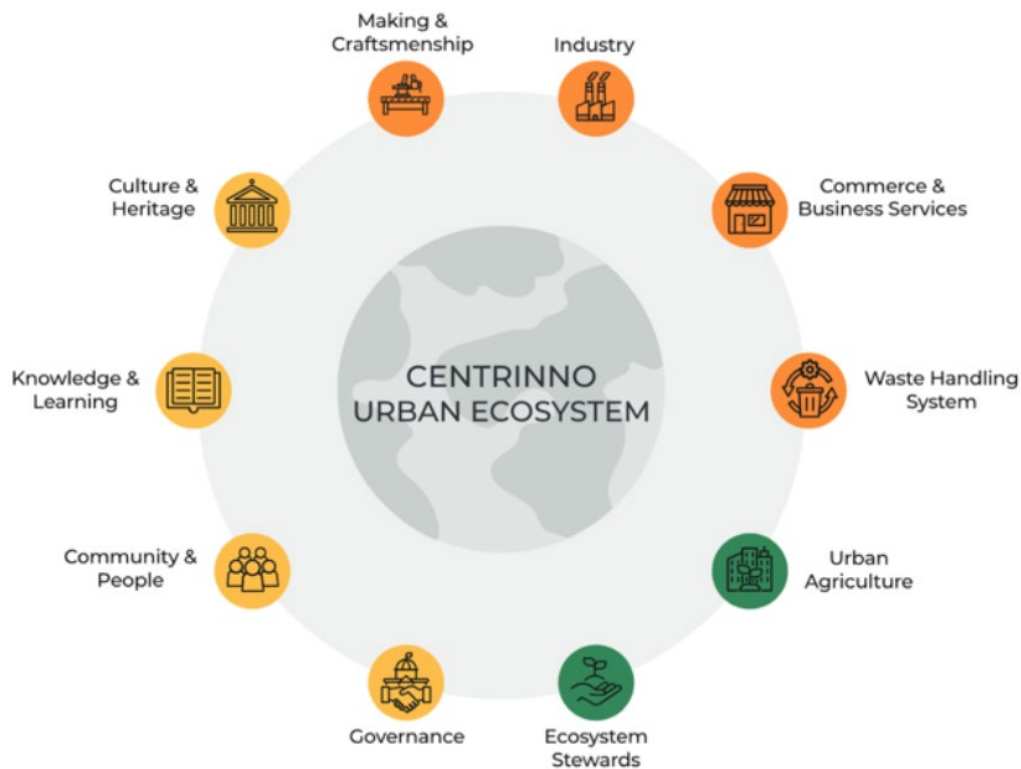 Making &
Craftsmenship
Industry
Culture &
Heritage
Commerce &
Business Services
Knowledge &
Learning
CENTRINNO
URBAN ECOSYSTEM
Waste Handling
System
Community &
People
Urban
Agriculture
Governance
Ecosystem
Stewards